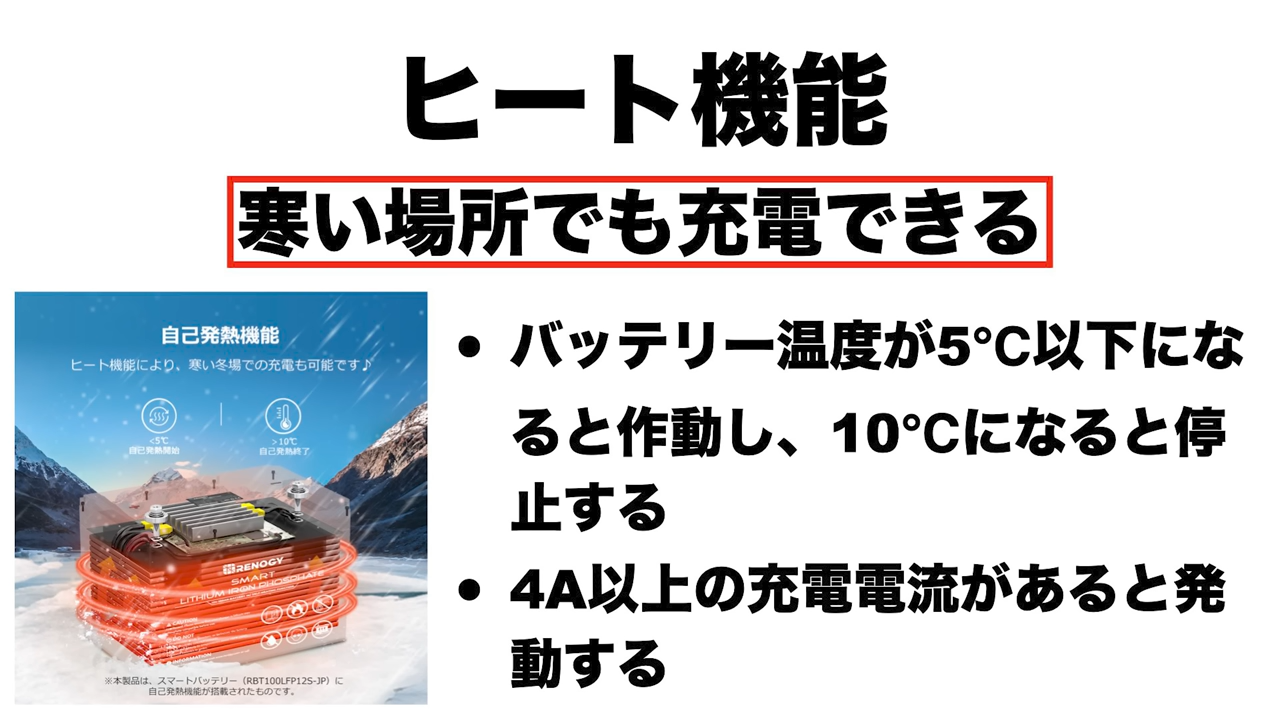 ヒート機能
寒い場所でも充電できる
自己発熱機能
ヒート機能により、寒い冬場での充電も可能です♪
<5℃
自己発熱開始
>10℃
自己発熱終了
RENOGY
SMART
LITHIUM IRON PHOSPHATE
※本製品は、スマートバッテリー(RBT100LFP12S-JP)に
自己発熱機能が搭載されたものです。
• バッテリー温度が5°C以下にな
ると作動し、10°Cになると停
止する
• 4A以上の充電電流があると発
動する